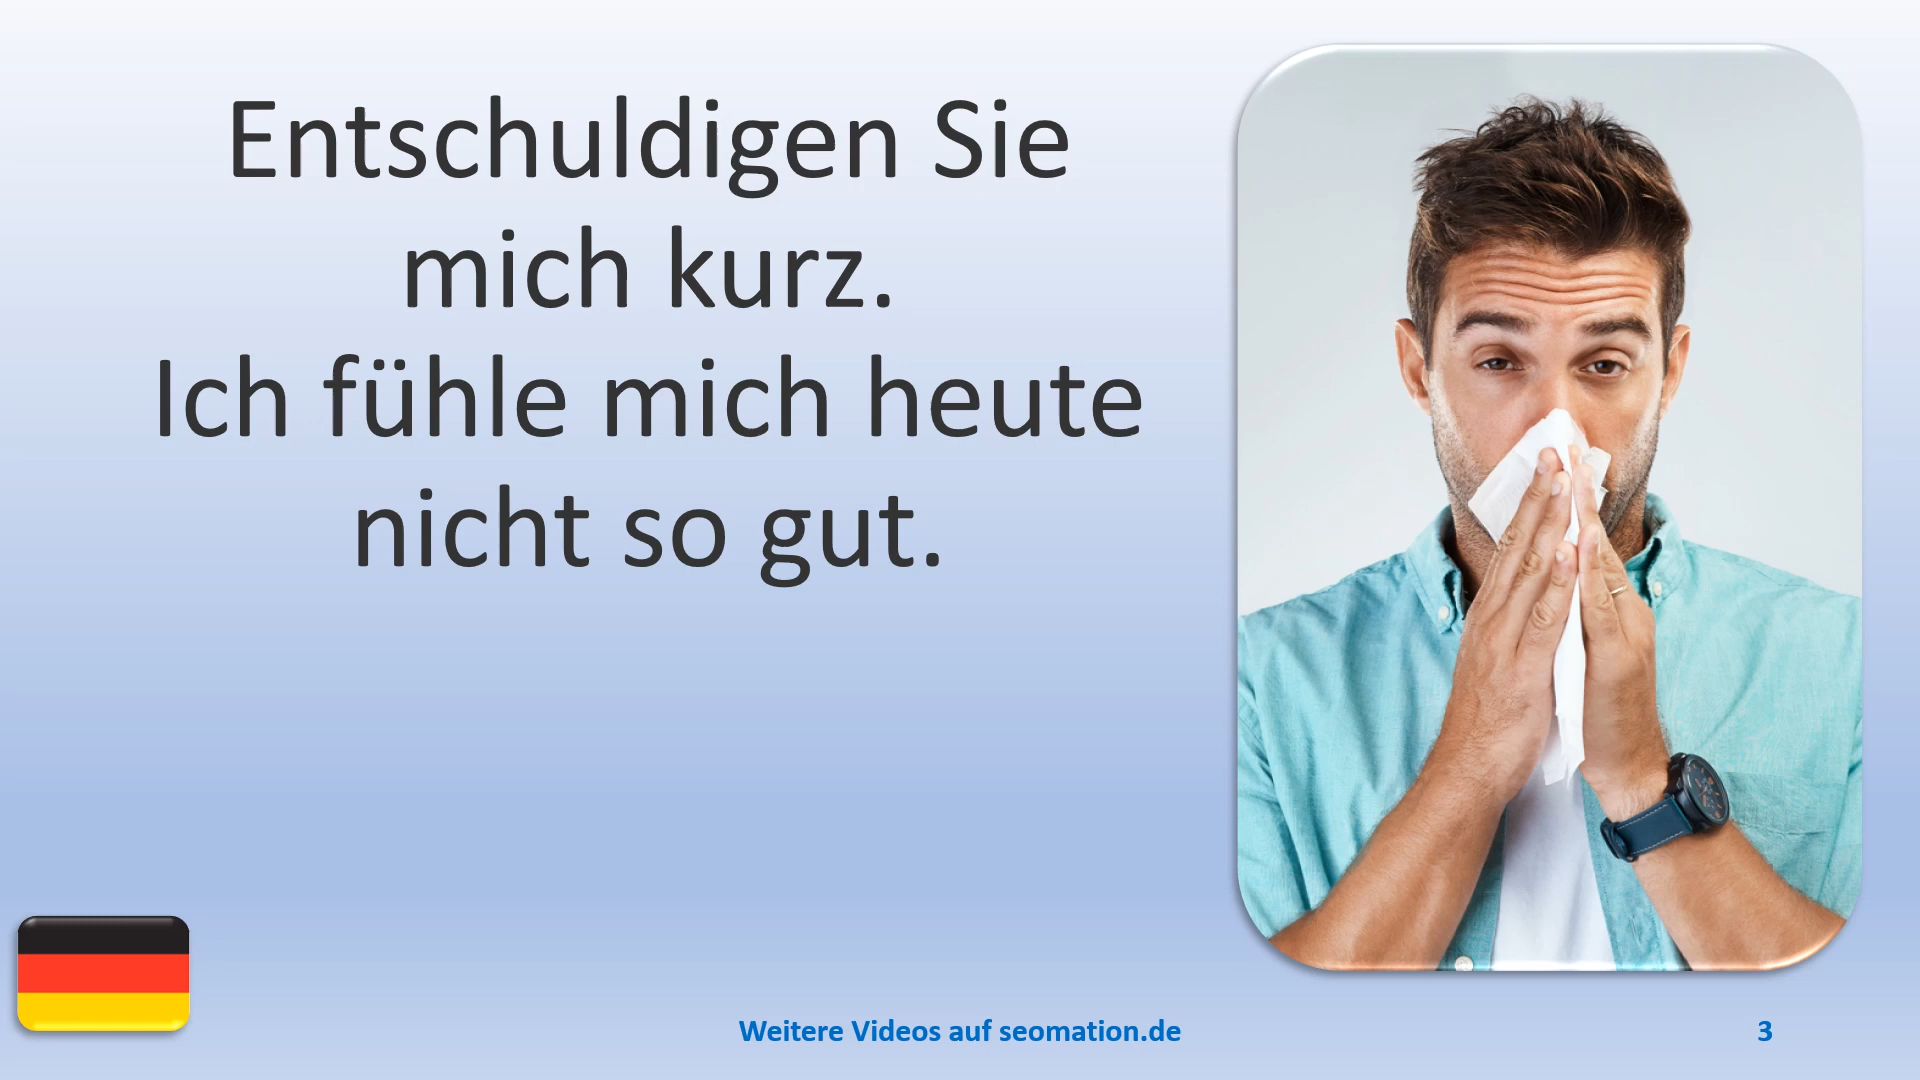 Entschuldigen Sie
mich kurz.
Ich fühle mich heute
nicht so gut.
Weitere Videos auf seomation.de
3